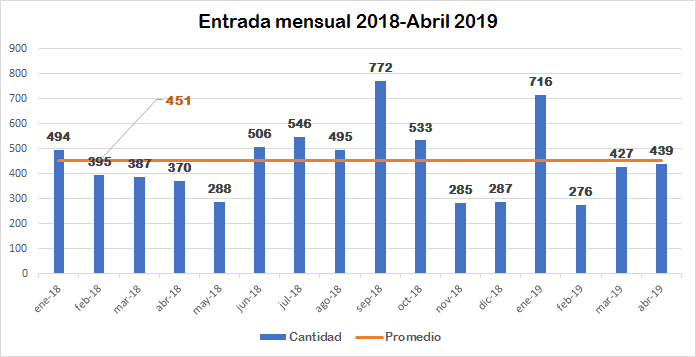 Entrada mensual 2018-Abril 2019
900
800
700
600
500
400
300
200
100
0
494
395
387
370
288
506
546
495
772
533
285
287
716
276
427
439
451
ene-18
feb-18
mar-18
abr-18
may-18
jun-18
jul-18
ago-18
sep-18
oct-18
nov-18
dic-18
ene-19
feb-19
mar-19
abr-19
Cantidad
Promedio